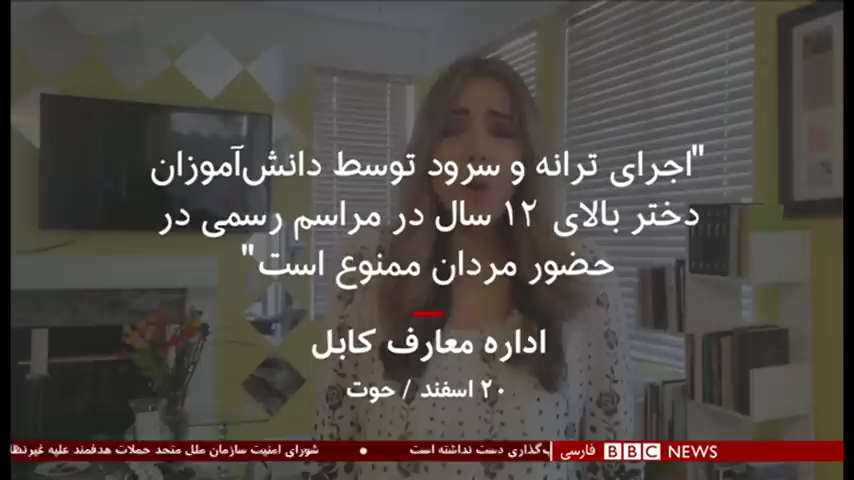 "اجرای ترانه و سرود توسط دانش‌آموزان
دختر بالای ۱۲ سال در مراسم رسمی در
حضور مردان ممنوع است"
اداره معارف کابل
۲۰ اسفند / حوت
BBC NEWS فارسی
گذاری دست نداشته است • شورای امنیت سازمان ملل متحد حملات هدفمند علیه